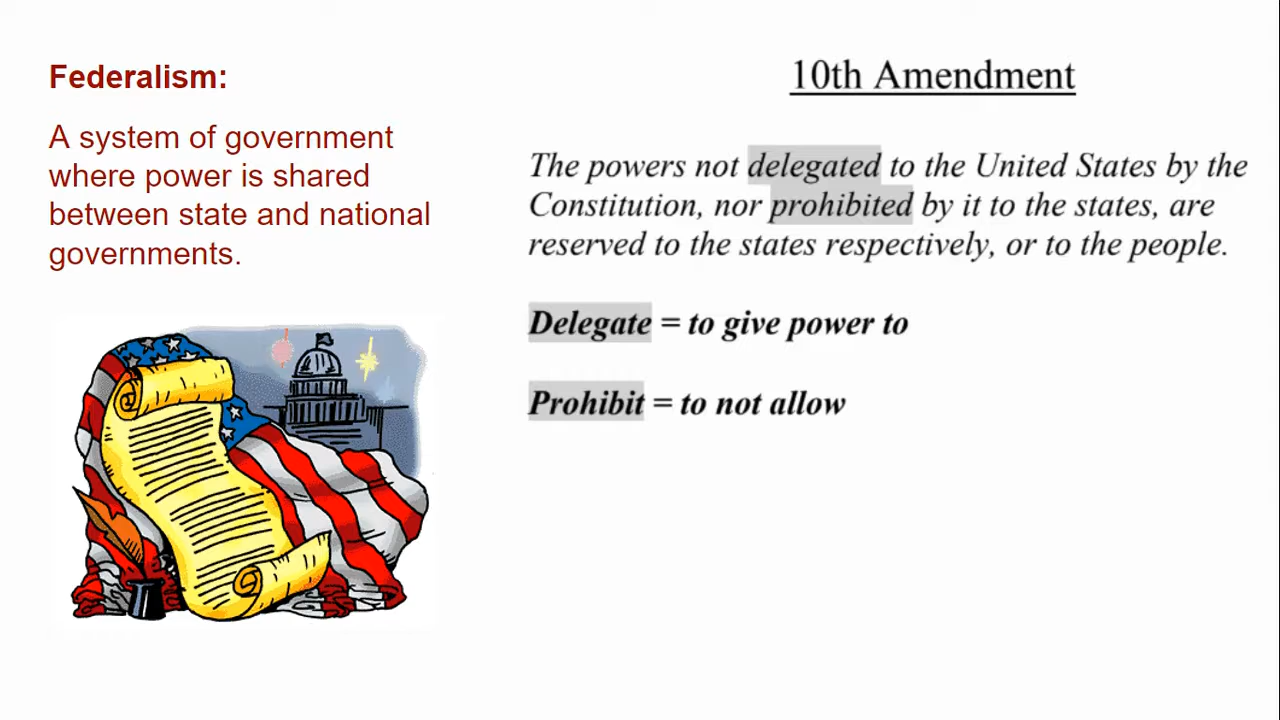 Federalism:
A system of government
where power is shared
between state and national
governments.
10th Amendment
The powers not delegated to the United States by the
Constitution, nor prohibited by it to the states, are
reserved to the states respectively, or to the people.
Delegate = to give power to
Prohibit = to not allow